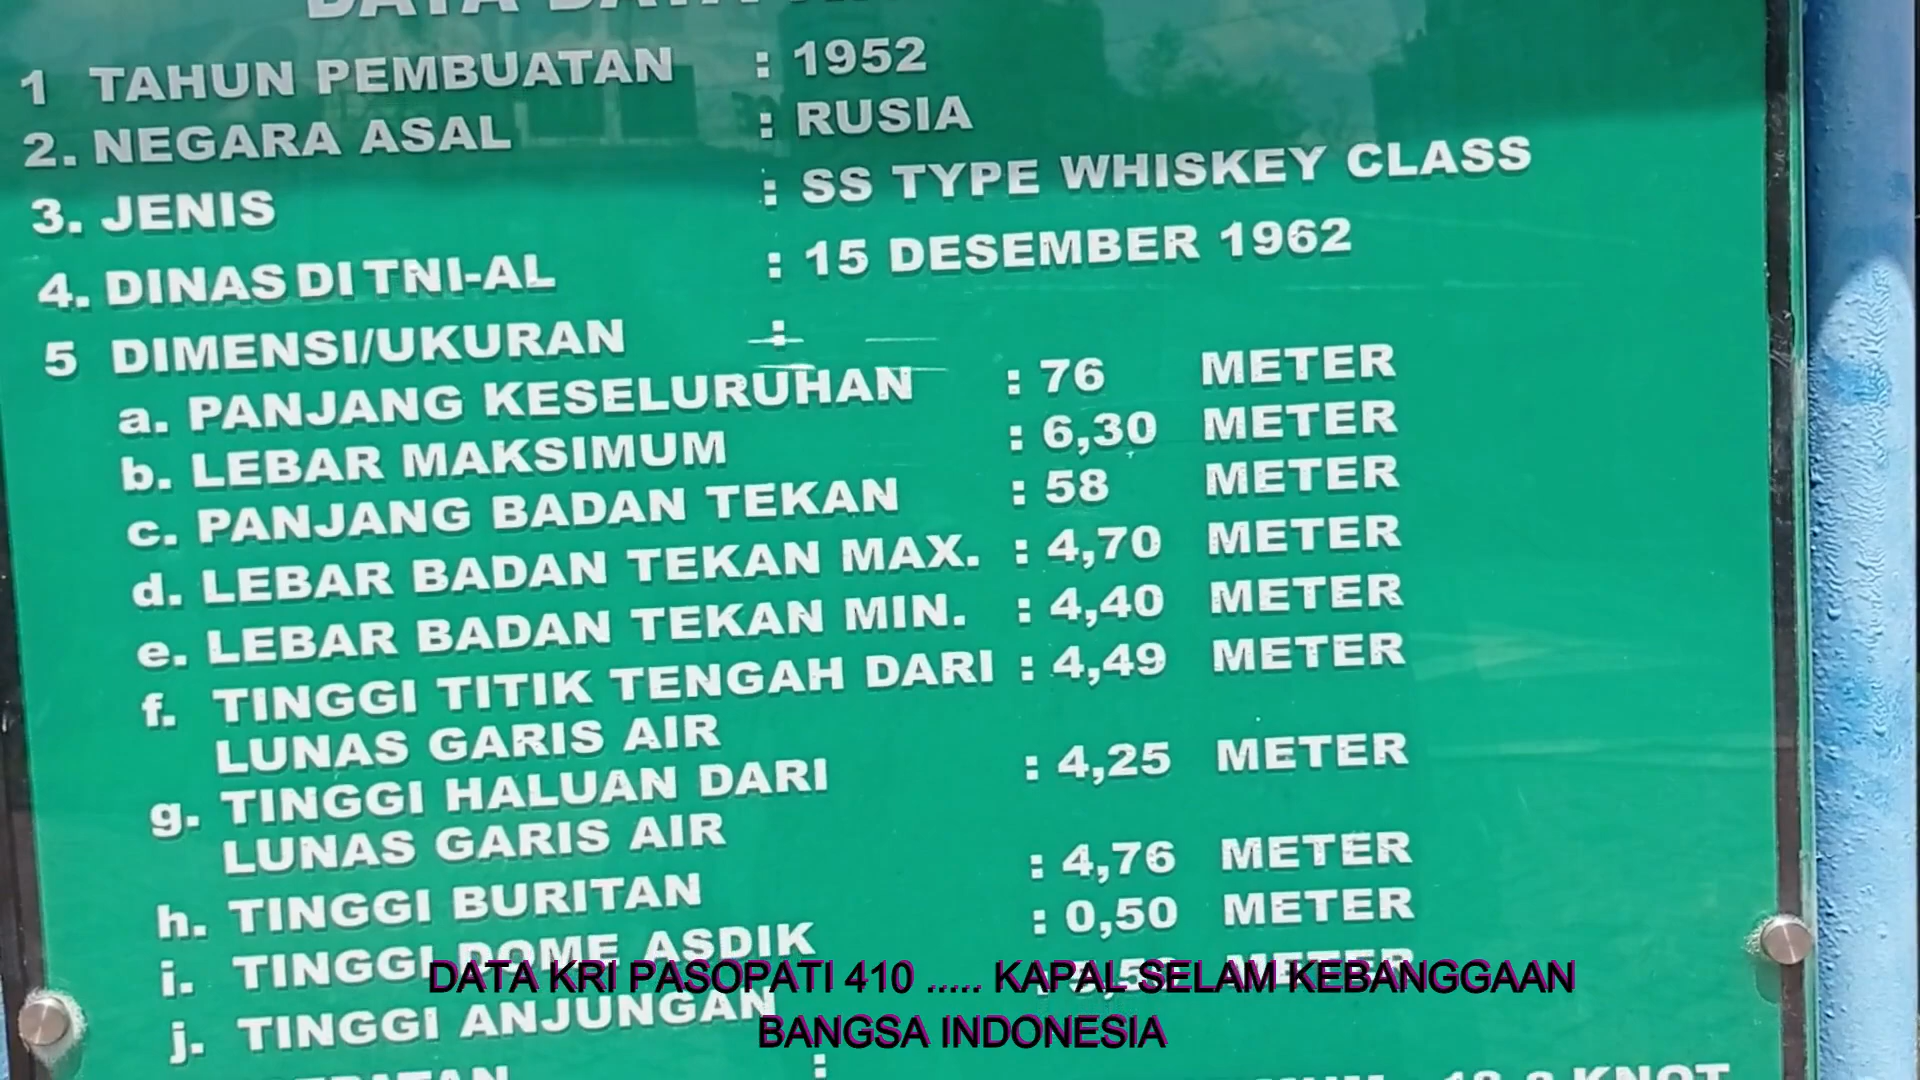 DATA
1 TAHUN PEMBUATAN : 1952
2. NEGARA ASAL : RUSIA
3. JENIS : SS TYPE WHISKEY CLASS
4. DINAS DI TNI-AL : 15 DESEMBER 1962
5 DIMENSI/UKURAN :
a. PANJANG KESELURUHAN : 76 METER
b. LEBAR MAKSIMUM : 6,30 METER
c. PANJANG BADAN TEKAN : 58 METER
d. LEBAR BADAN TEKAN MAX. : 4,70 METER
e. LEBAR BADAN TEKAN MIN. : 4,40 METER
f. TINGGI TITIK TENGAH DARI : 4,49 METER
LUNAS GARIS AIR
g. TINGGI HALUAN DARI : 4,25 METER
LUNAS GARIS AIR
h. TINGGI BURITAN : 4,76 METER
i. TINGGI DOME ASDIK : 0,50 METER
j. TINGGI ANJUNGAN : METER
DATA KRI PASOPATI 410 ..... KAPAL SELAM KEBANGGAAN
BANGSA INDONESIA
: KNOT